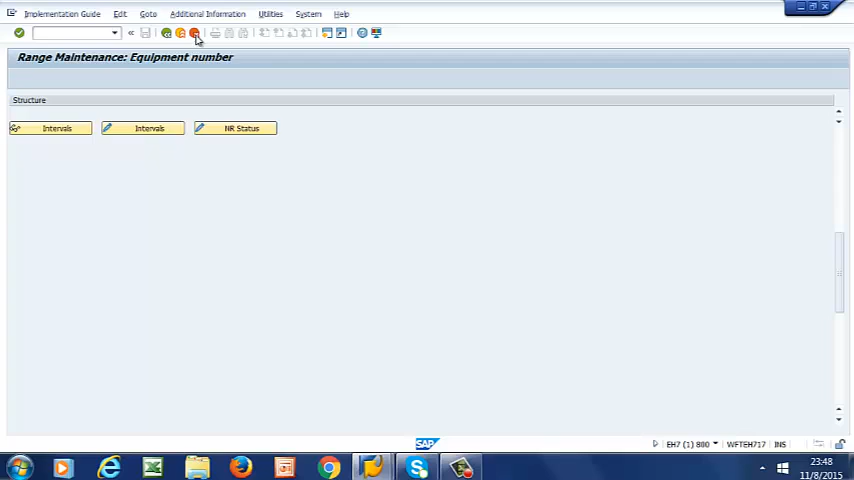 Implementation Guide Edit Goto Additional Information Utilities System Help
Range Maintenance: Equipment number
Structure
Intervals Intervals NR Status
SAP EH7 (1) 800 WFTEH717 INS
23:48
11/8/2015